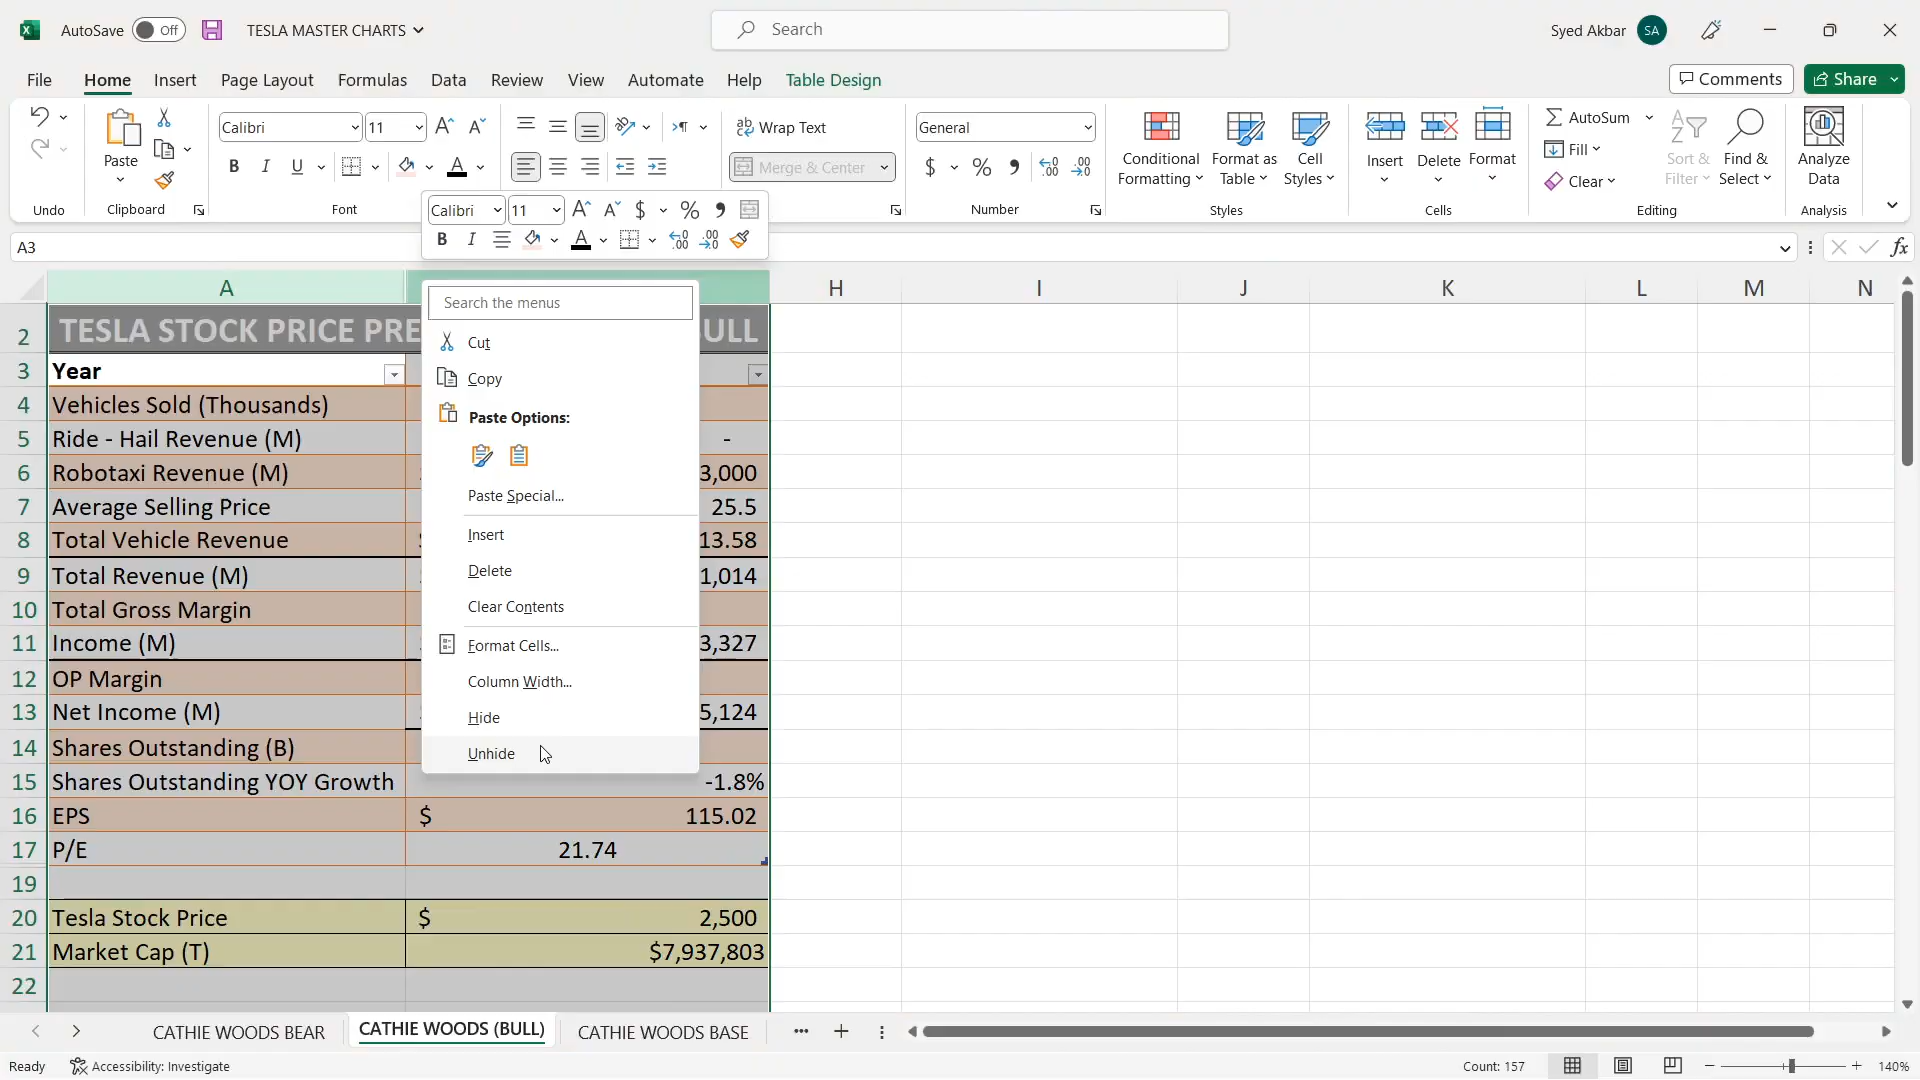 AutoSave
Off
TESLA MASTER CHARTS
Search
Syed Akbar
SA
File
Home
Insert
Page Layout
Formulas
Data
Review
View
Automate
Help
Table Design
Comments
Share
Paste
Calibri
11
B
I
U
A
Wrap Text
Merge & Center
General
$
%
Conditional
Formatting
Format as
Table
Cell
Styles
Insert
Delete
Format
AutoSum
Fill
Clear
Sort &
Filter
Find &
Select
Analyze
Data
Undo
Clipboard
Font
Number
Styles
Cells
Editing
Analysis
Calibri
11
$
%
B
I
A
A3
fx
A
H
I
J
K
L
M
N
2
TESLA STOCK PRICE PRE
BULL
3
Year
4
Vehicles Sold (Thousands)
5
Ride - Hail Revenue (M)
-
6
Robotaxi Revenue (M)
3,000
7
Average Selling Price
25.5
8
Total Vehicle Revenue
13.58
9
Total Revenue (M)
1,014
10
Total Gross Margin
11
Income (M)
3,327
12
OP Margin
13
Net Income (M)
5,124
14
Shares Outstanding (B)
15
Shares Outstanding YOY Growth
-1.8%
16
EPS
$ 115.02
17
P/E
21.74
19
20
Tesla Stock Price
$ 2,500
21
Market Cap (T)
$7,937,803
22
Search the menus
Cut
Copy
Paste Options:
Paste Special...
Insert
Delete
Clear Contents
Format Cells...
Column Width...
Hide
Unhide
CATHIE WOODS BEAR
CATHIE WOODS (BULL)
CATHIE WOODS BASE
Ready
Accessibility: Investigate
Count: 157
140%